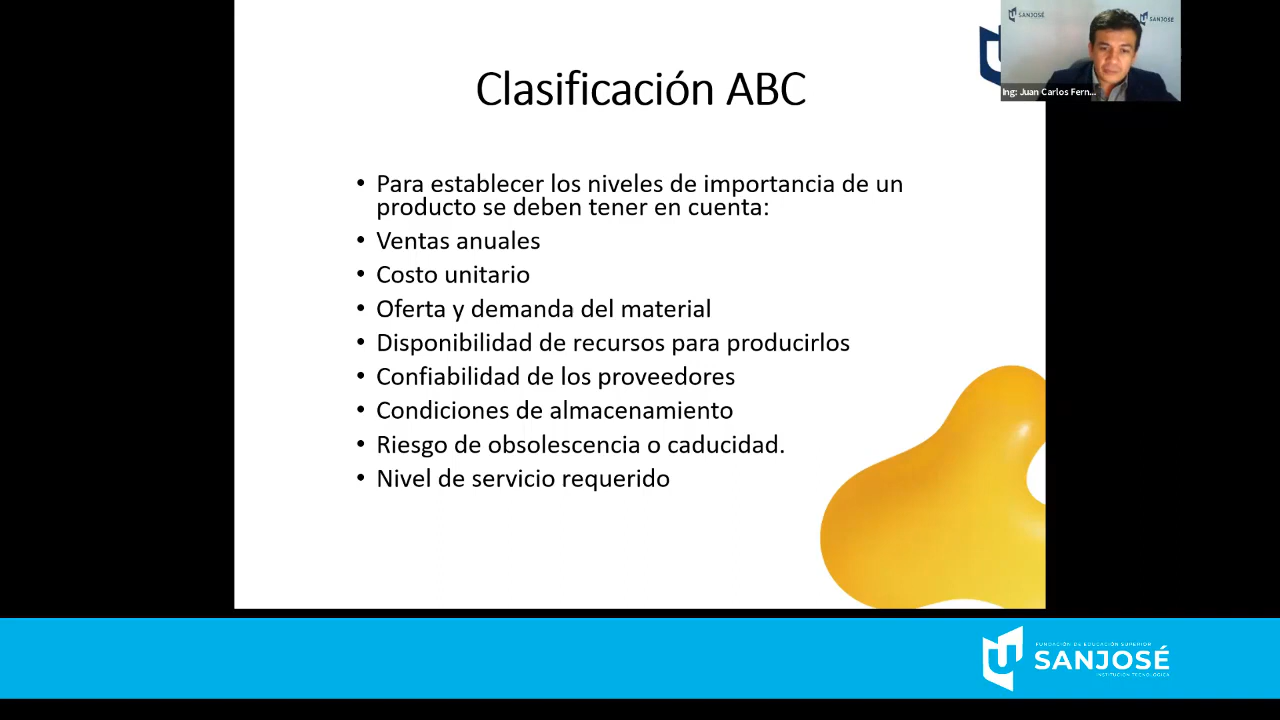 SANJOSÉ
SANJOSÉ
Ing: Juan Carlos Fern...
Clasificación ABC
• Para establecer los niveles de importancia de un
producto se deben tener en cuenta:
• Ventas anuales
• Costo unitario
• Oferta y demanda del material
• Disponibilidad de recursos para producirlos
• Confiabilidad de los proveedores
• Condiciones de almacenamiento
• Riesgo de obsolescencia o caducidad.
• Nivel de servicio requerido
FUNDACIÓN DE EDUCACIÓN SUPERIOR
SANJOSÉ
INSTITUCIÓN TECNOLÓGICA